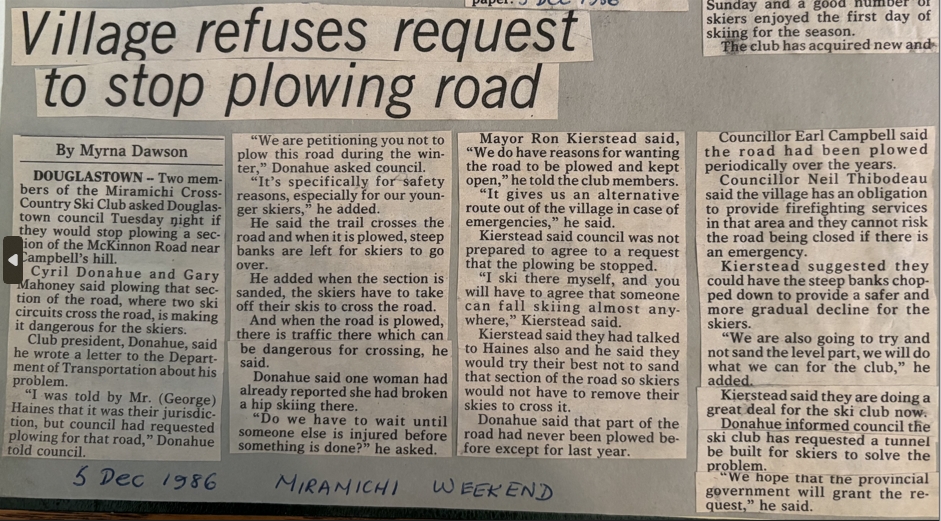 paper. 5 DEC 1986
Sunday and a good number of
skiers enjoyed the first day of
skiing for the season.
The club has acquired new and
Village refuses request
to stop plowing road
By Myrna Dawson
DOUGLASTOWN – Two mem-
bers of the Miramichi Cross-
Country Ski Club asked Douglas-
town council Tuesday night if
they would stop plowing a sec-
tion of the McKinnon Road near
Campbell's hill.
Cyril Donahue and Gary
Mahoney said plowing that sec-
tion of the road, where two ski
circuits cross the road, is making
it dangerous for the skiers.
Club president, Donahue, said
he wrote a letter to the Depart-
ment of Transportation about his
problem.
"I was told by Mr. (George)
Haines that it was their jurisdic-
tion, but council had requested
plowing for that road," Donahue
told council.
"We are petitioning you not to
plow this road during the win-
ter," Donahue asked council.
"It's specifically for safety
reasons, especially for our youn-
ger skiers," he added.
He said the trail crosses the
road and when it is plowed, steep
banks are left for skiers to go
over.
He added when the section is
sanded, the skiers have to take
off their skis to cross the road.
And when the road is plowed,
there is traffic there which can
be dangerous for crossing, he
said.
Donahue said one woman had
already reported she had broken
a hip skiing there.
"Do we have to wait until
someone else is injured before
something is done?" he asked.
Mayor Ron Kierstead said,
"We do have reasons for wanting
the road to be plowed and kept
open," he told the club members.
"It gives us an alternative
route out of the village in case of
emergencies," he said.
Kierstead said council was not
prepared to agree to a request
that the plowing be stopped.
"I ski there myself, and you
will have to agree that someone
can fall skiing almost any-
where," Kierstead said.
Kierstead said they had talked
to Haines also and he said they
would try their best not to sand
that section of the road so skiers
would not have to remove their
skies to cross it.
Donahue said that part of the
road had never been plowed be-
fore except for last year.
Councillor Earl Campbell said
the road had been plowed
periodically over the years.
Councillor Neil Thibodeau
said the village has an obligation
to provide firefighting services
in that area and they cannot risk
the road being closed if there is
an emergency.
Kierstead suggested they
could have the steep banks chop-
ped down to provide a safer and
more gradual decline for the
skiers.
"We are also going to try and
not sand the level part, we will do
what we can for the club," he
added.
Kierstead said they are doing a
great deal for the ski club now.
Donahue informed council the
ski club has requested a tunnel
be built for skiers to solve the
problem.
"We hope that the provincial
government will grant the re-
quest," he said.
5 Dec 1986 MIRAMICHI WEEKEND